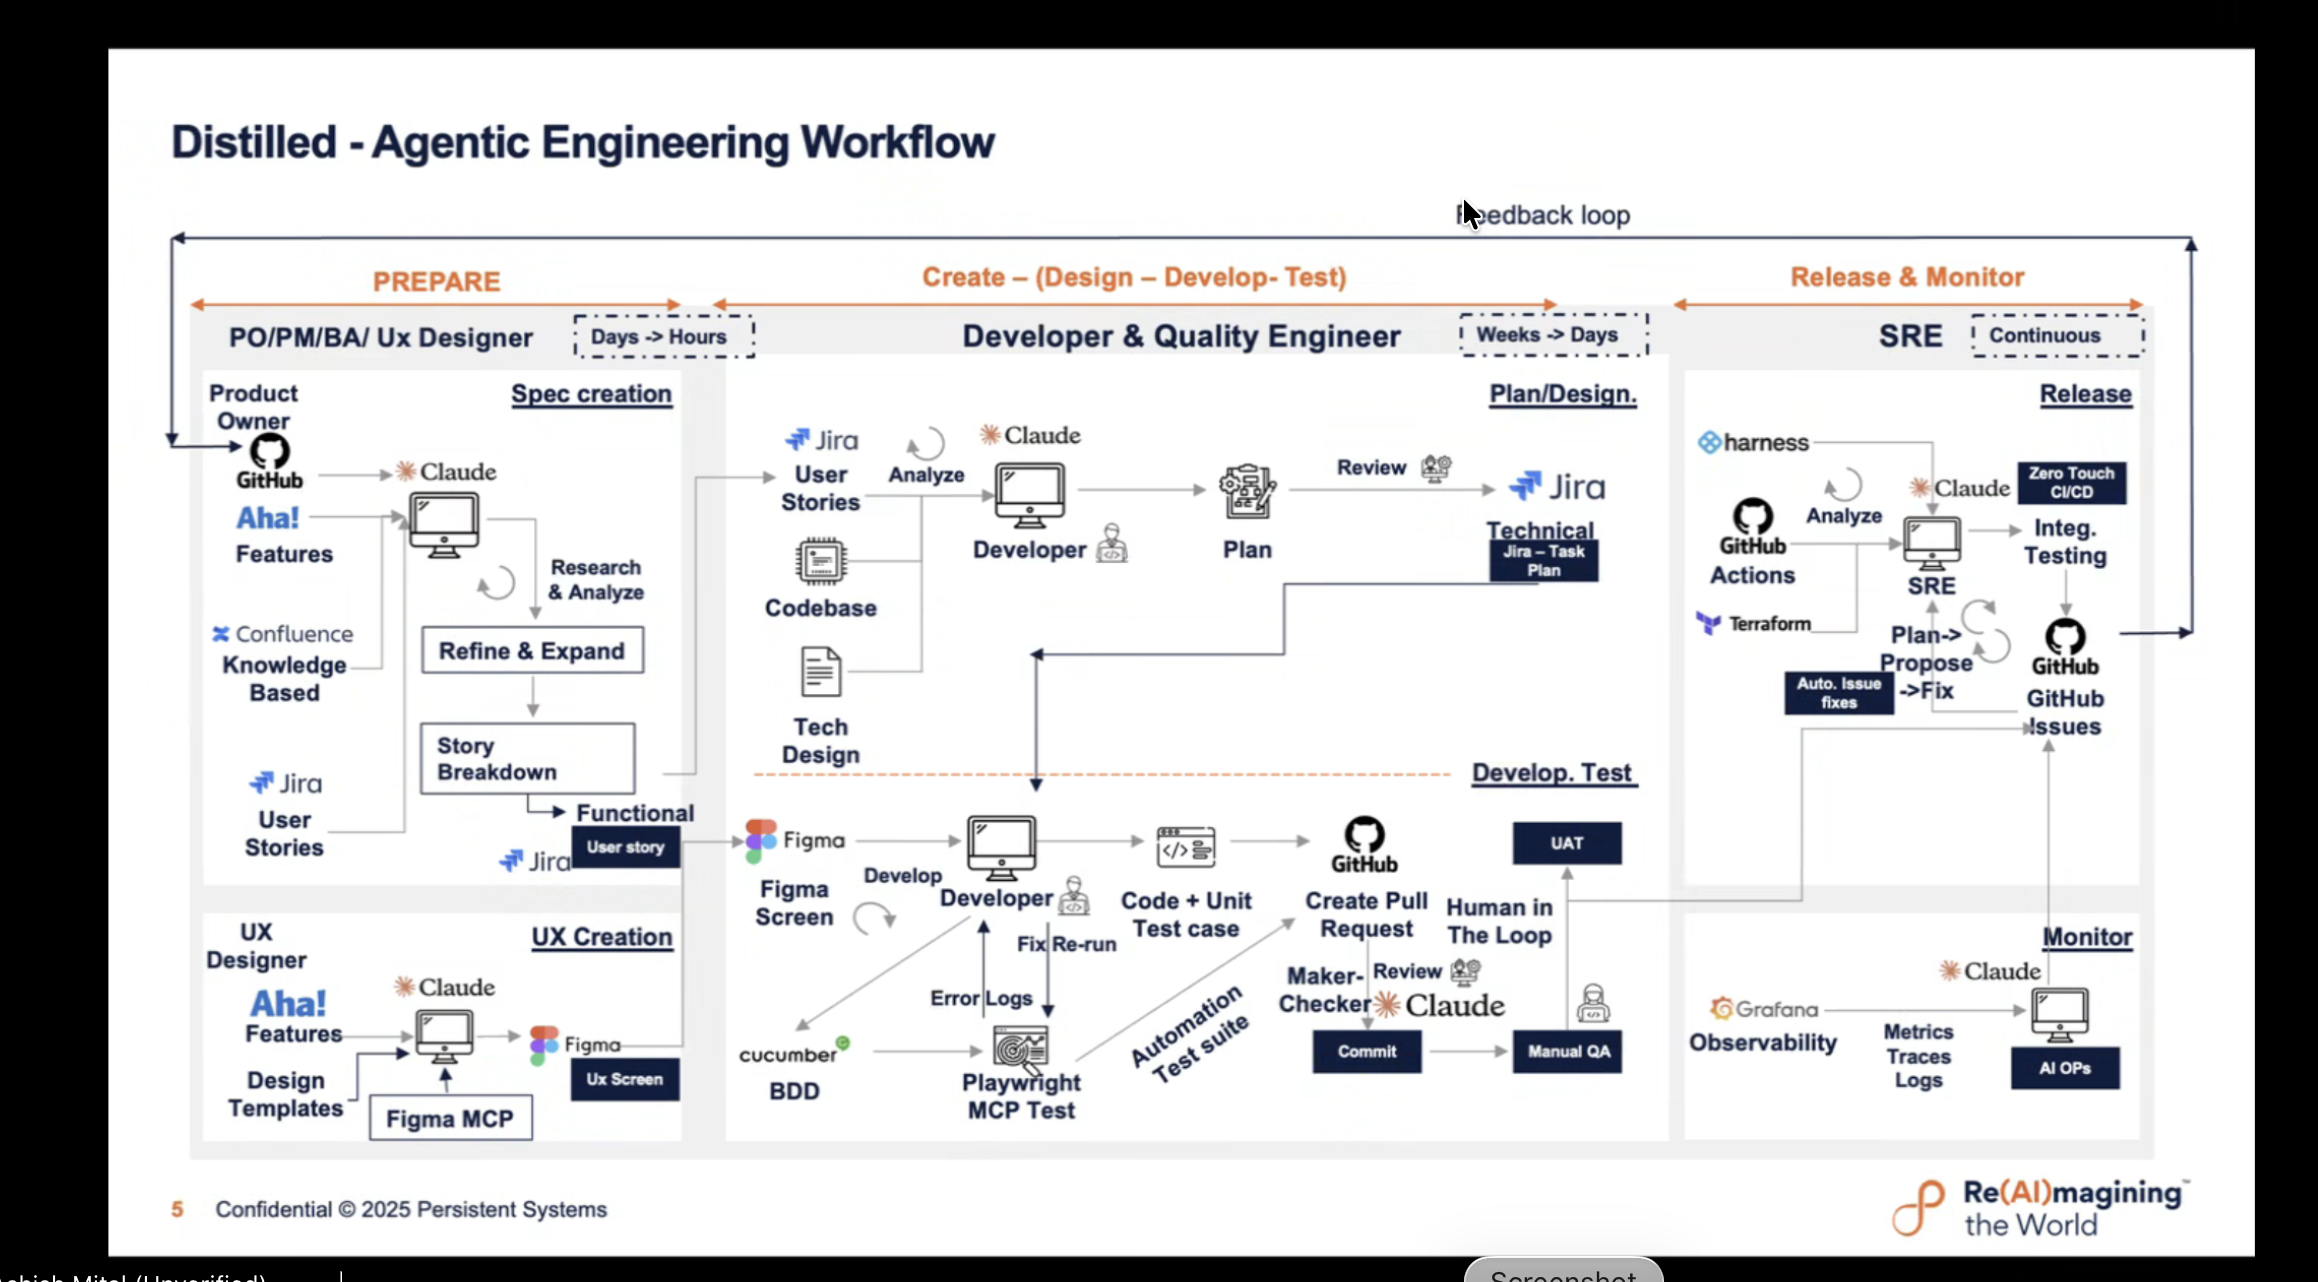 Distilled - Agentic Engineering Workflow
eedback loop
PREPARE
Create – (Design – Develop- Test)
Release & Monitor
PO/PM/BA/ Ux Designer
Days -> Hours
Developer & Quality Engineer
Weeks -> Days
SRE
Continuous
Product
Owner
Spec creation
GitHub
Claude
Aha!
Features
Research
& Analyze
Confluence
Knowledge
Based
Refine & Expand
Story
Breakdown
Jira
User
Stories
Functional
Jira
User story
UX
Designer
UX Creation
Claude
Aha!
Features
Figma
Design
Templates
Ux Screen
Figma MCP
Plan/Design.
Jira
User
Stories
Analyze
Claude
Developer
Plan
Review
Jira
Technical
Jira – Task
Plan
Codebase
Tech
Design
Develop. Test
Figma
Figma
Screen
Develop
Developer
Code + Unit
Test case
GitHub
Create Pull
Request
UAT
Human in
The Loop
Fix Re-run
Error Logs
Maker-
Checker
Review
Claude
Automation
Test suite
cucumber
BDD
Playwright
MCP Test
Commit
Manual QA
Release
harness
Claude
Zero Touch
CI/CD
GitHub
Actions
Analyze
SRE
Integ.
Testing
Terraform
Plan->
Propose
->Fix
Auto. Issue
fixes
GitHub
GitHub
Issues
Monitor
Claude
Grafana
Observability
Metrics
Traces
Logs
AI OPs
5 Confidential © 2025 Persistent Systems
Re(AI)magining™
the World
Mital (Unverified)
Screenshot